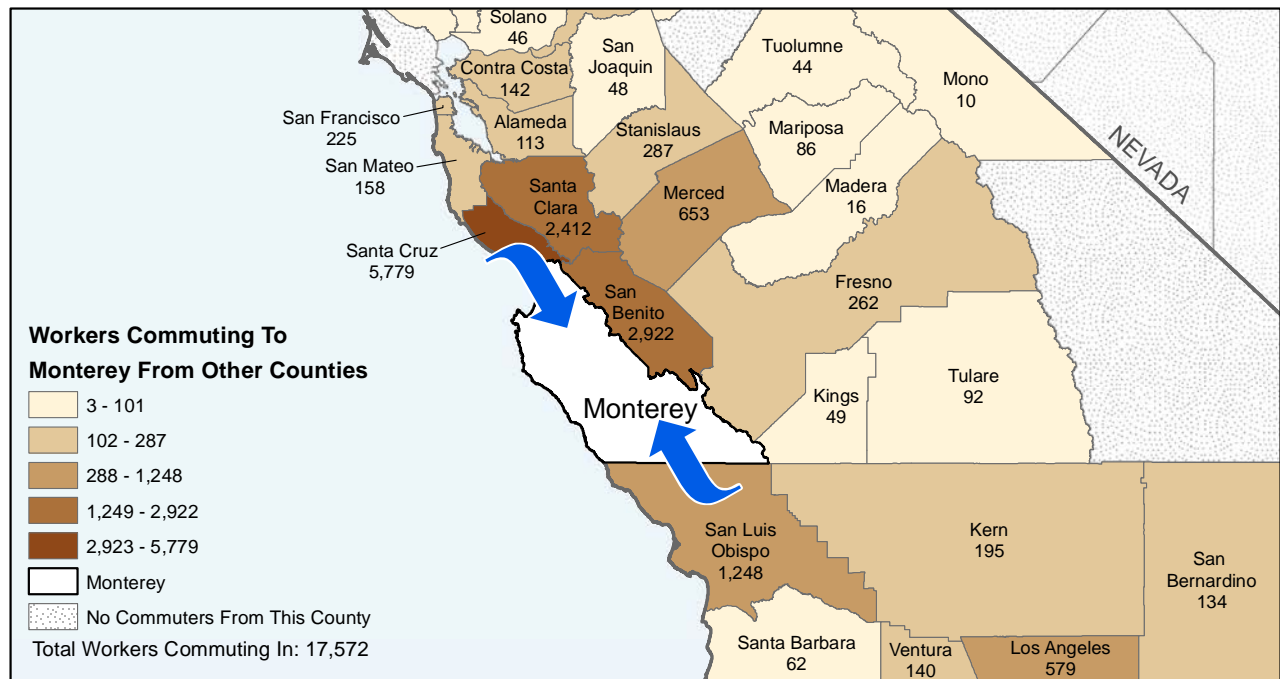 Solano
46
San
Joaquin
48
Tuolumne
44
Mono
10
Contra Costa
142
San Francisco
225
Alameda
113
Stanislaus
287
Mariposa
86
NEVADA
San Mateo
158
Santa
Clara
2,412
Merced
653
Madera
16
Santa Cruz
5,779
San
Benito
2,922
Fresno
262
Workers Commuting To
Monterey From Other Counties
3 - 101
102 - 287
288 - 1,248
1,249 - 2,922
2,923 - 5,779
Monterey
No Commuters From This County
Total Workers Commuting In: 17,572
Monterey
Kings
49
Tulare
92
San Luis
Obispo
1,248
Kern
195
San
Bernardino
134
Santa Barbara
62
Ventura
140
Los Angeles
579